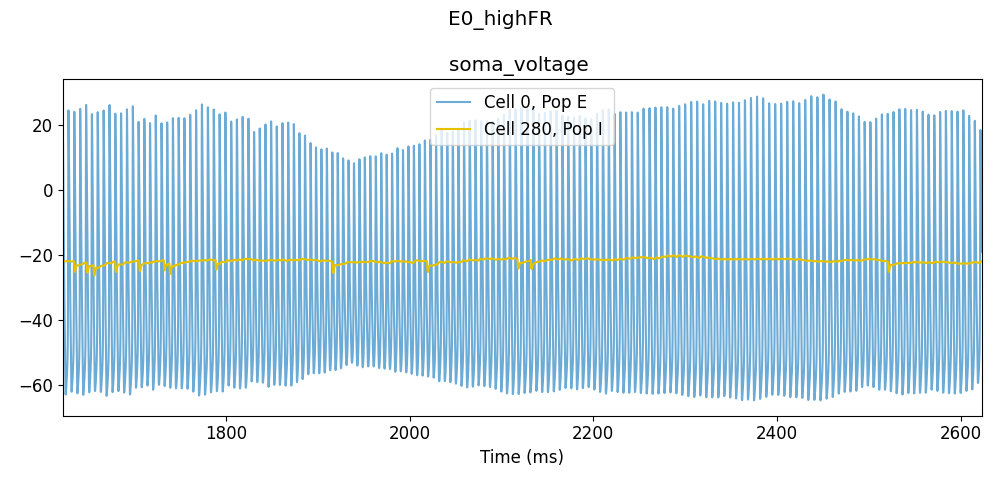 E0_highFR
soma_voltage
Cell 0, Pop E
Cell 280, Pop I
20
0
−20
−40
−60
1800 2000 2200 2400 2600
Time (ms)